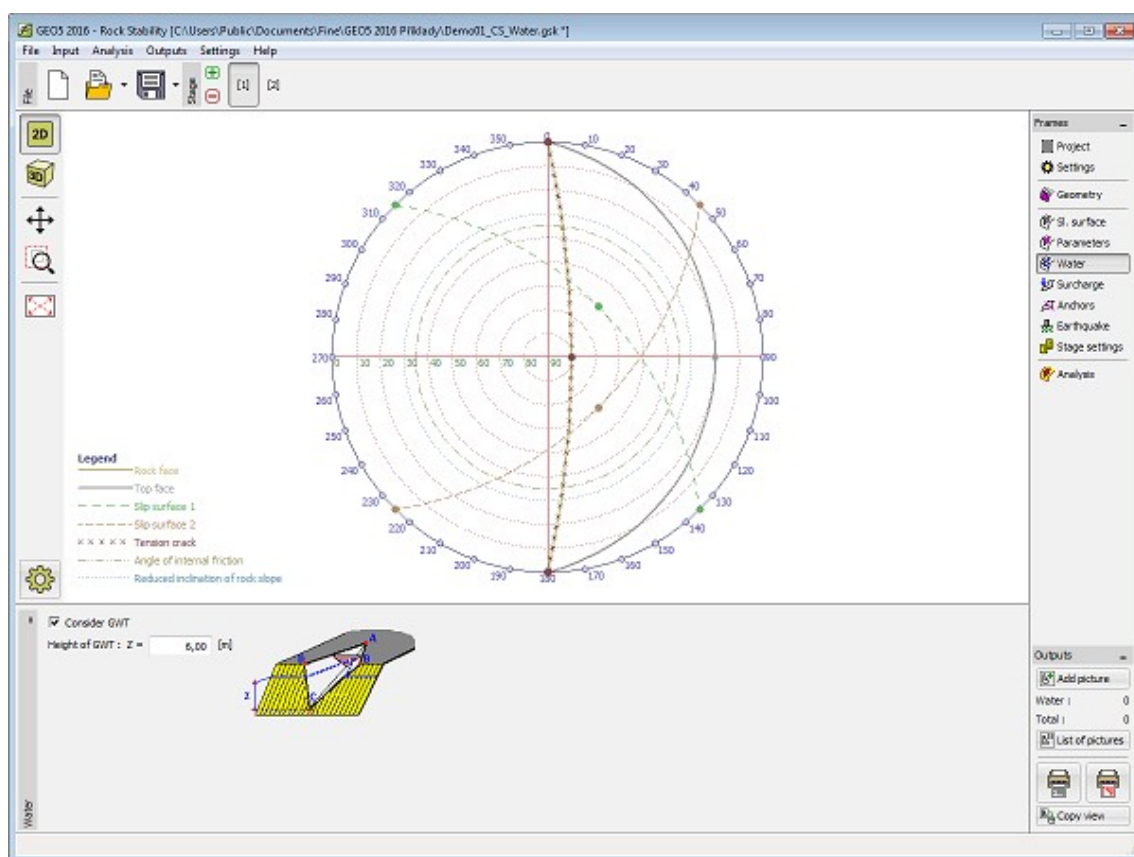 GEO5 2016 - Rock Stability [C:\Users\Public\Documents\Fine\GEO5 2016 Příklady\Demo01_CS_Water.gsk *]
File Input Analysis Outputs Settings Help
File
Stage
[1] [2]
2D
3D
0 10 20 30 40 50 60 70 80 90 100 110 120 130 140 150 160 170 180 190 200 210 220 230 240 250 260 270 280 290 300 310 320 330 340 350
0 10 20 30 40 50 60 70 80 90
Legend
Rock face
Top face
Slip surface 1
Slip surface 2
Tension crack
Angle of internal friction
Reduced inclination of rock slope
Frames
Project
Settings
Geometry
Sl. surface
Parameters
Water
Surcharge
Anchors
Earthquake
Stage settings
Analysis
Water
Consider GWT
Height of GWT : Z = 6,00 [m]
A
B
C
Z
Outputs
Add picture
Water : 0
Total : 0
List of pictures
Copy view